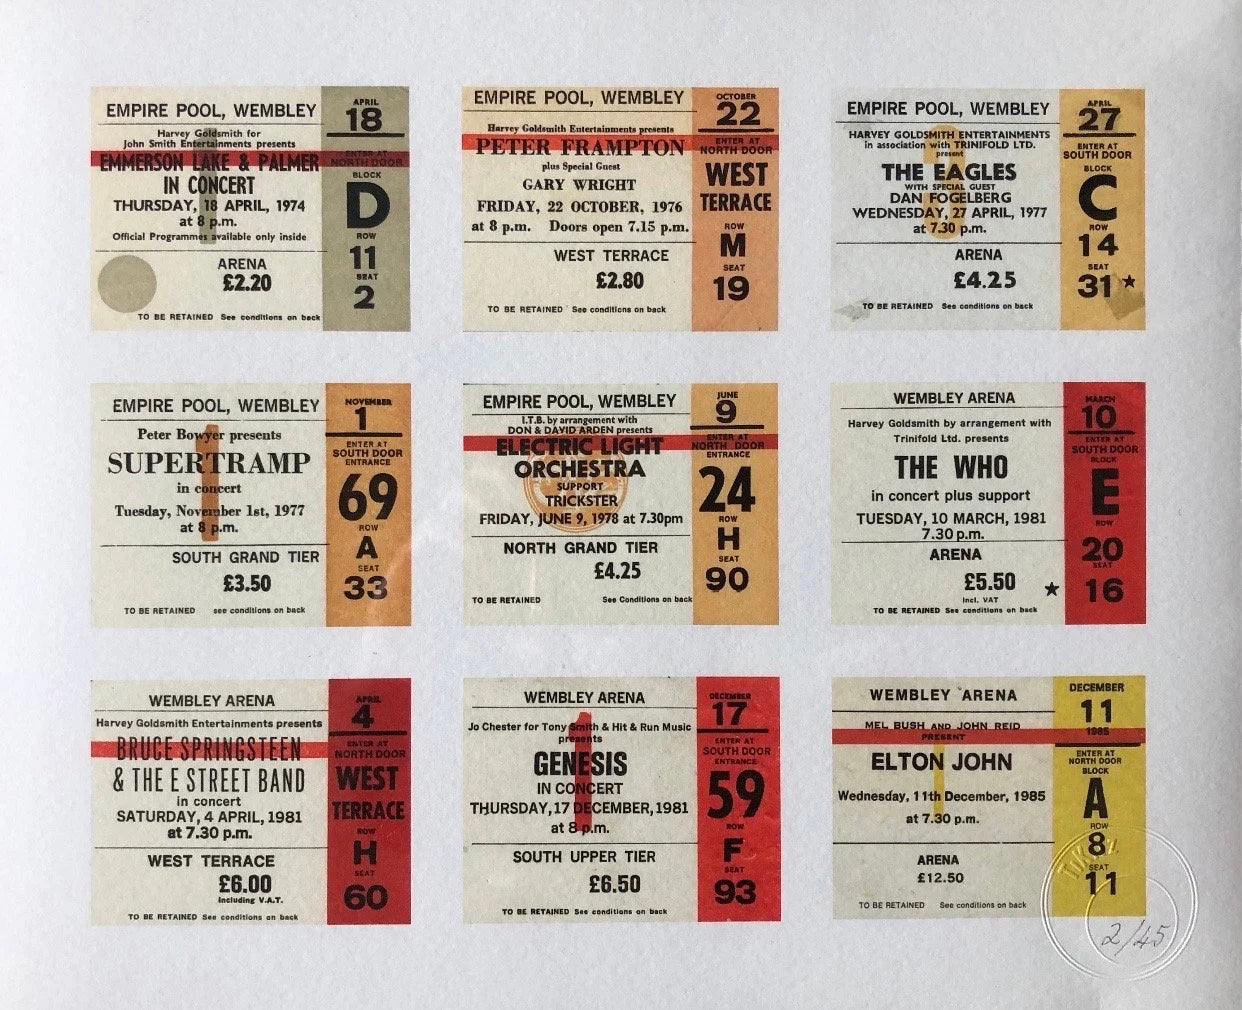 EMPIRE POOL, WEMBLEY
Harvey Goldsmith for
John Smith Entertainments present
EMMERSON LAKE & PALMER
IN CONCERT
THURSDAY, 18 APRIL, 1974
at 8 p.m.
Official Programmes available only inside
ARENA
£2.20
TO BE RETAINED See conditions on back
APRIL
18
ENTER AT
NORTH DOOR
BLOCK
D
ROW
11
SEAT
2
EMPIRE POOL, WEMBLEY
Harvey Goldsmith Entertainments presents
PETER FRAMPTON
plus Special Guest
GARY WRIGHT
FRIDAY, 22 OCTOBER, 1976
at 8 p.m. Doors open 7.15 p.m.
WEST TERRACE
£2.80
TO BE RETAINED See conditions on back
OCTOBER
22
ENTER AT
NORTH DOOR
WEST
TERRACE
ROW
M
SEAT
19
EMPIRE POOL, WEMBLEY
HARVEY GOLDSMITH ENTERTAINMENTS
in association with TRINIFOLD LTD.
present
THE EAGLES
WITH SPECIAL GUEST
DAN FOGELBERG
WEDNESDAY, 27 APRIL, 1977
at 7.30 p.m.
ARENA
£4.25
TO BE RETAINED See conditions on back
APRIL
27
ENTER AT
SOUTH DOOR
BLOCK
C
ROW
14
SEAT
31 ★
EMPIRE POOL, WEMBLEY
Peter Bowyer presents
SUPERTRAMP
in concert
Tuesday, November 1st, 1977
at 8 p.m.
SOUTH GRAND TIER
£3.50
TO BE RETAINED see conditions on back
NOVEMBER
1
ENTER AT
SOUTH DOOR
ENTRANCE
69
ROW
A
SEAT
33
EMPIRE POOL, WEMBLEY
I.T.B. by arrangement with
DON & DAVID ARDEN presents
ELECTRIC LIGHT
ORCHESTRA
SUPPORT
TRICKSTER
FRIDAY, JUNE 9, 1978 at 7.30pm
NORTH GRAND TIER
£4.25
TO BE RETAINED See Conditions on back
JUNE
9
ENTER AT
NORTH DOOR
ENTRANCE
24
ROW
H
SEAT
90
WEMBLEY ARENA
Harvey Goldsmith by arrangement with
Trinifold Ltd. presents
THE WHO
in concert plus support
TUESDAY, 10 MARCH, 1981
7.30 p.m.
ARENA
£5.50 ★
incl. VAT
TO BE RETAINED See conditions on back
MARCH
10
ENTER AT
SOUTH DOOR
BLOCK
E
ROW
20
SEAT
16
WEMBLEY ARENA
Harvey Goldsmith Entertainments presents
BRUCE SPRINGSTEEN
& THE E STREET BAND
in concert
SATURDAY, 4 APRIL, 1981
at 7.30 p.m.
WEST TERRACE
£6.00
Including V.A.T.
TO BE RETAINED See conditions on back
APRIL
4
ENTER AT
NORTH DOOR
WEST
TERRACE
ROW
H
SEAT
60
WEMBLEY ARENA
Jo Chester for Tony Smith & Hit & Run Music
presents
GENESIS
IN CONCERT
THURSDAY, 17 DECEMBER, 1981
at 8 p.m.
SOUTH UPPER TIER
£6.50
TO BE RETAINED See conditions on back
DECEMBER
17
ENTER AT
SOUTH DOOR
ENTRANCE
59
ROW
F
SEAT
93
WEMBLEY ARENA
MEL BUSH AND JOHN REID
PRESENT
ELTON JOHN
Wednesday, 11th December, 1985
at 7.30 p.m.
ARENA
£12.50
TO BE RETAINED See conditions on back
DECEMBER
11
1985
ENTER AT
NORTH DOOR
BLOCK
A
ROW
8
SEAT
11
2/45